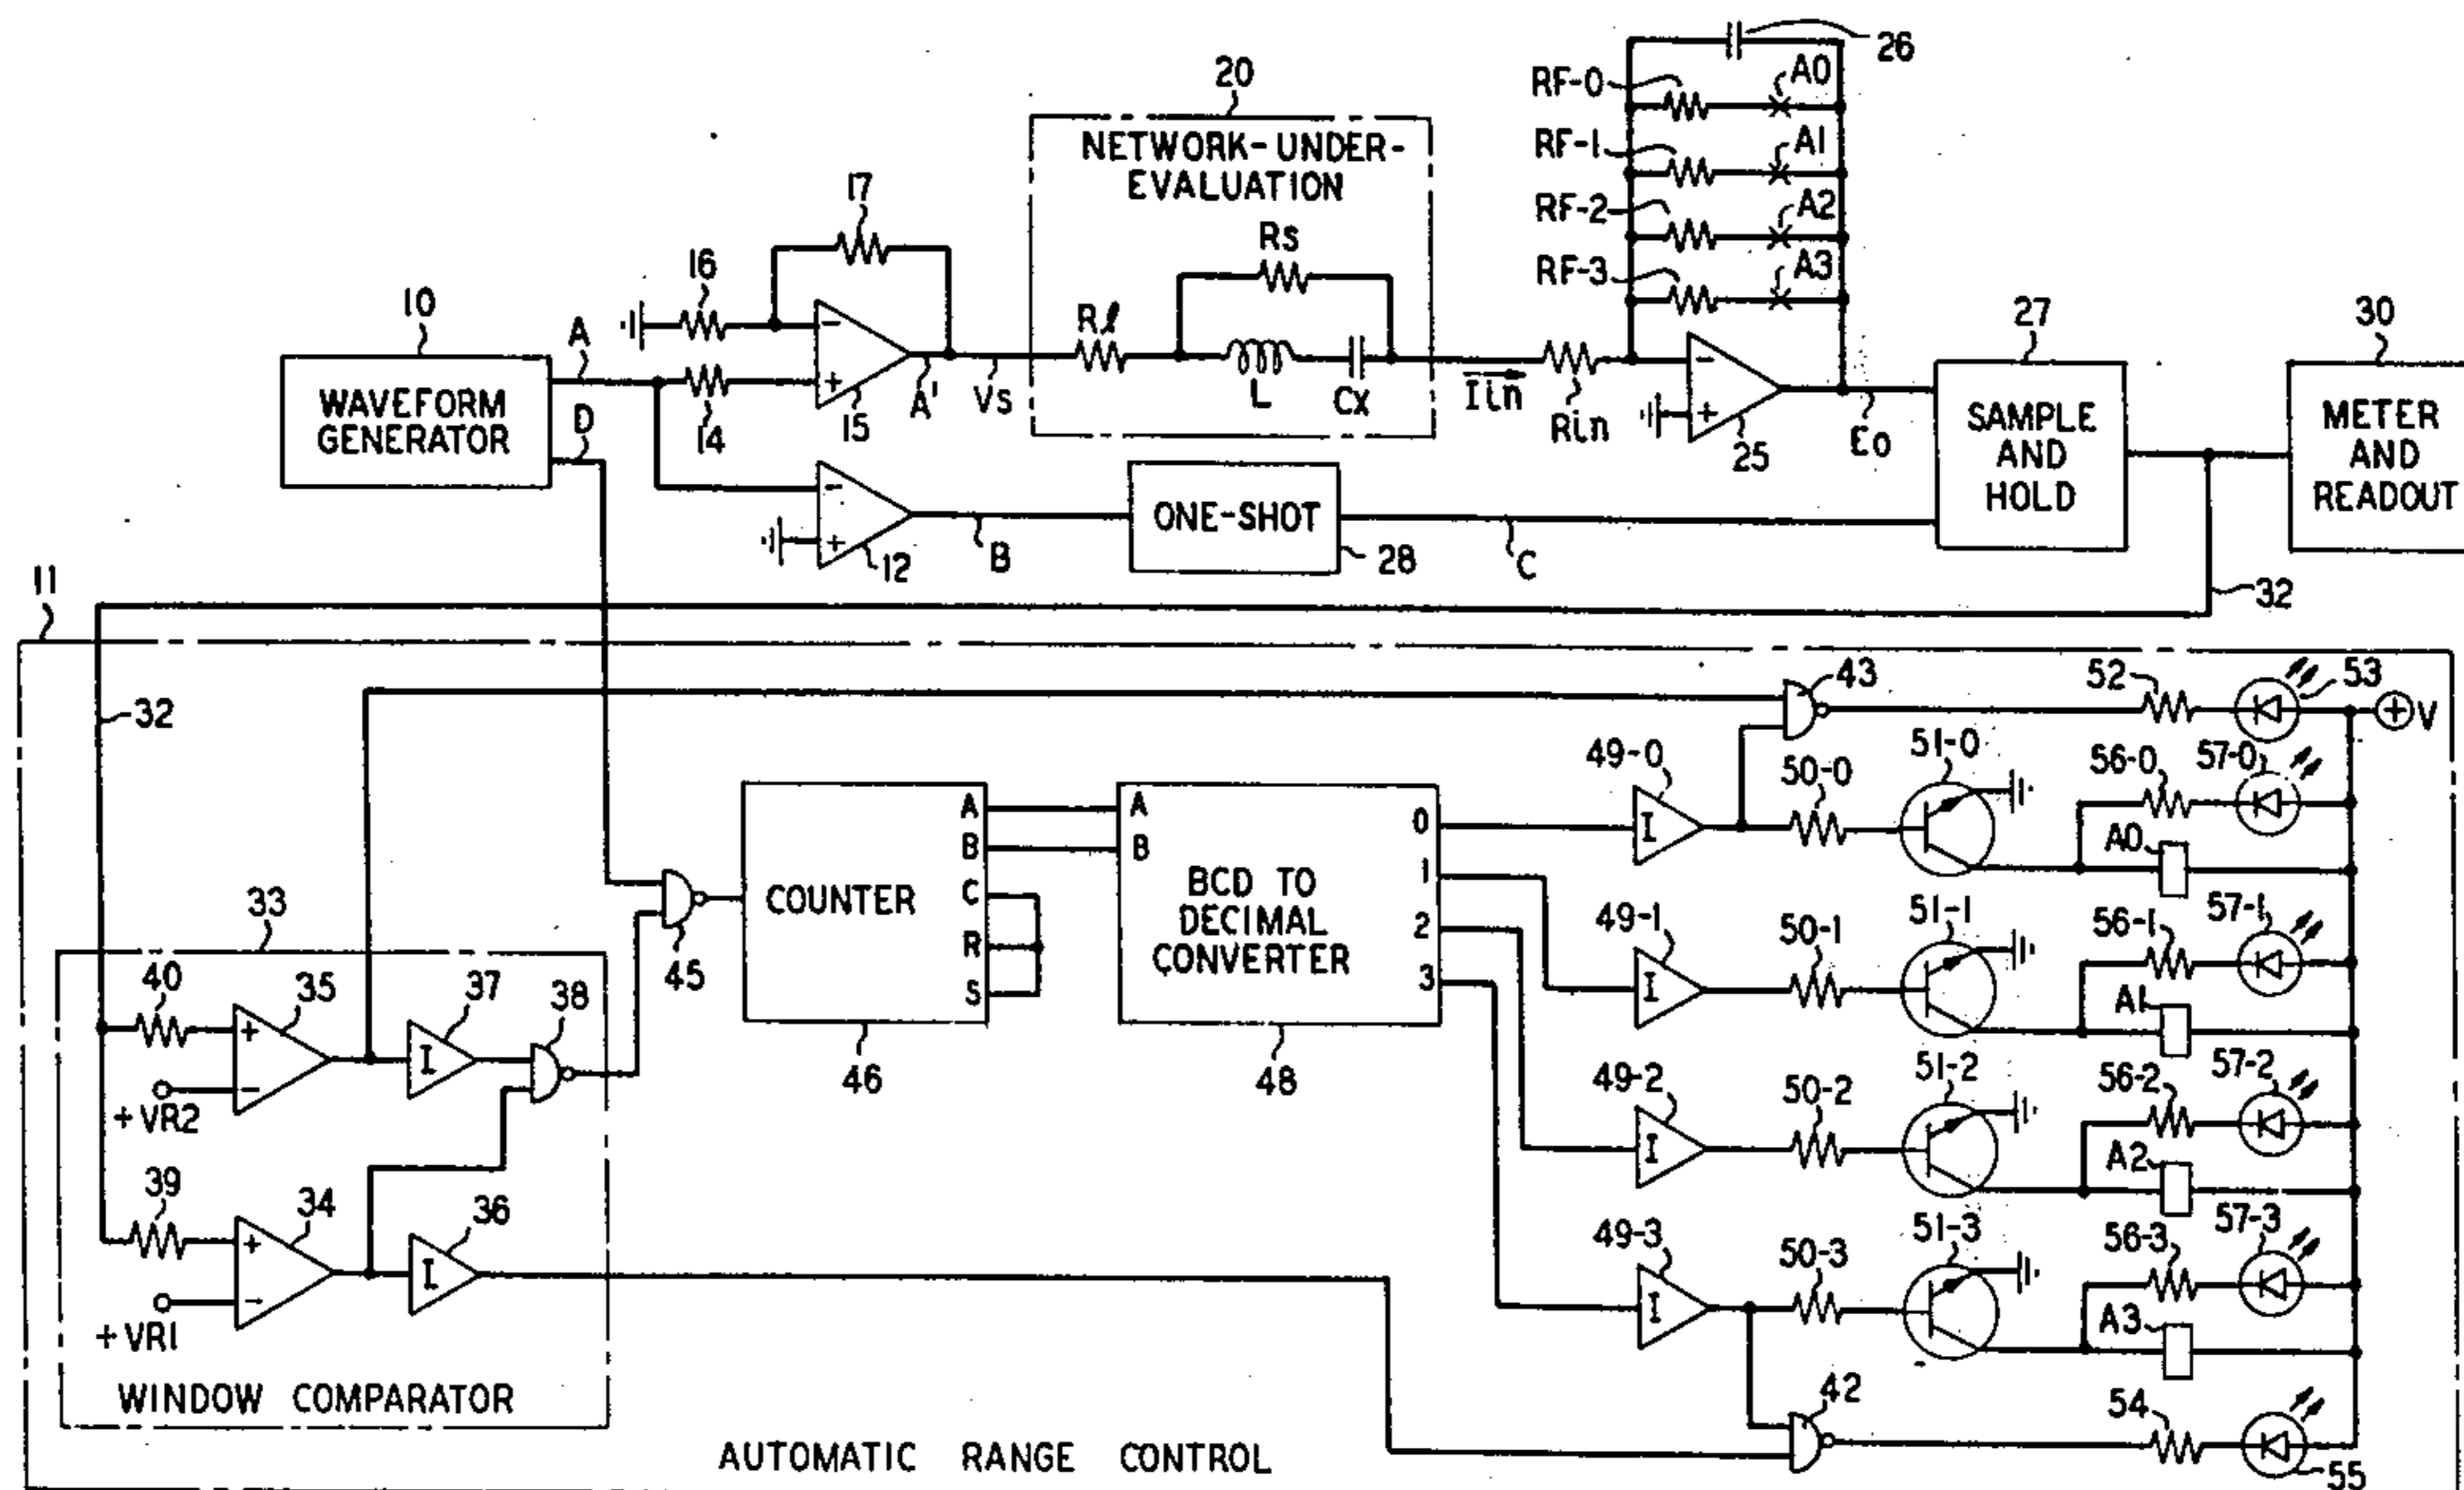 26
RF-0
A0
20
RF-1
A1
NETWORK-UNDER-
EVALUATION
17
RF-2
A2
Rs
16
RF-3
A3
10
A
Rℓ
27
30
WAVEFORM
GENERATOR
D
14
15
A'
Vs
L
Cx
Iin
Rin
25
Eo
SAMPLE
AND
HOLD
METER
AND
READOUT
12
B
ONE-SHOT
28
C
11
32
32
43
52
53
+V
49-0
50-0
51-0
56-0
57-0
A0
COUNTER
A
B
C
R
S
A
B
BCD TO
DECIMAL
CONVERTER
0
1
2
3
33
45
46
48
49-1
50-1
51-1
56-1
57-1
A1
40
35
37
38
+
-
+VR2
I
49-2
50-2
51-2
56-2
57-2
A2
39
34
36
+
-
+VR1
I
49-3
50-3
51-3
56-3
57-3
A3
I
I
I
I
WINDOW COMPARATOR
42
54
55
AUTOMATIC RANGE CONTROL